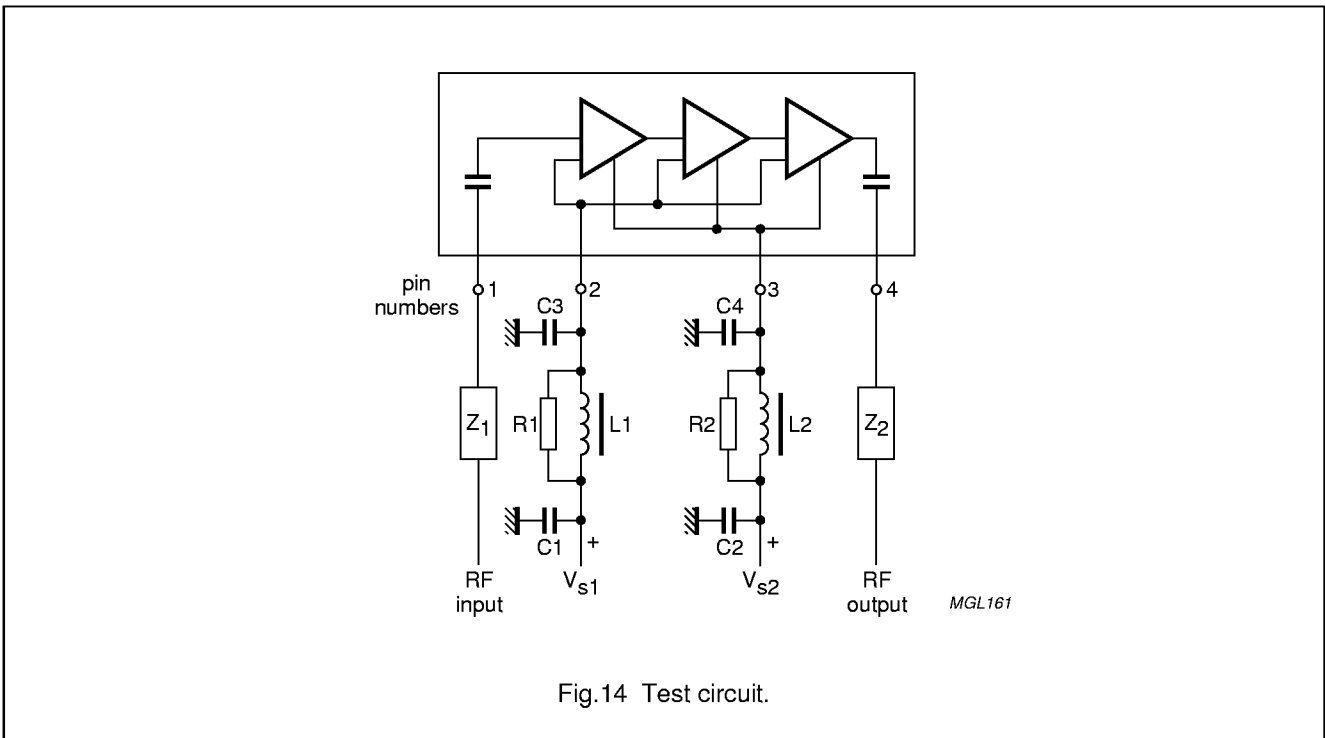 pin
numbers
1
2
3
4
C3
C4
Z1
R1
L1
R2
L2
Z2
C1
+
C2
+
RF
input
Vs1
Vs2
RF
output
MGL161
Fig.14 Test circuit.